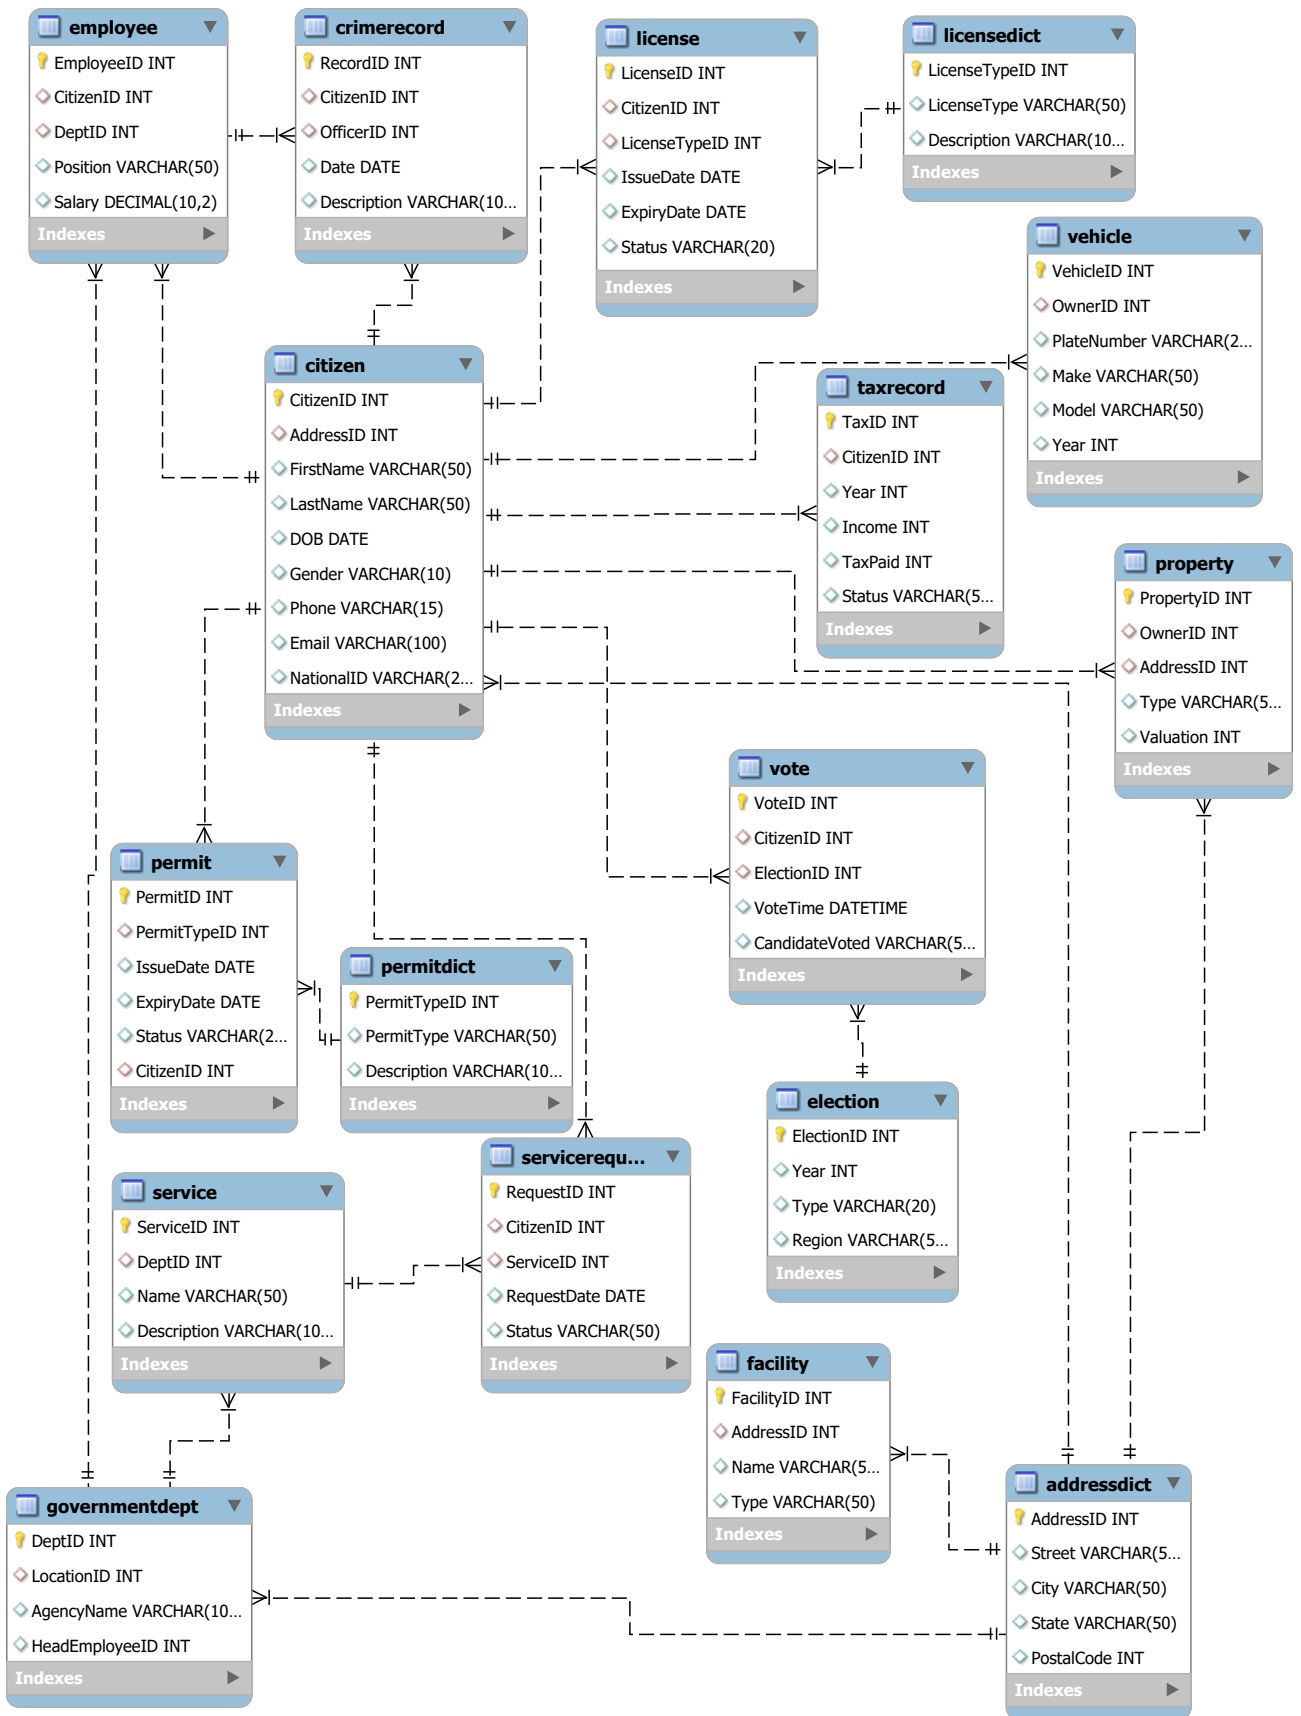 employee
EmployeeID INT
CitizenID INT
DeptID INT
Position VARCHAR(50)
Salary DECIMAL(10,2)
Indexes
crimerecord
RecordID INT
CitizenID INT
OfficerID INT
Date DATE
Description VARCHAR(10...
Indexes
license
LicenseID INT
CitizenID INT
LicenseTypeID INT
IssueDate DATE
ExpiryDate DATE
Status VARCHAR(20)
Indexes
licensedict
LicenseTypeID INT
LicenseType VARCHAR(50)
Description VARCHAR(10...
Indexes
vehicle
VehicleID INT
OwnerID INT
PlateNumber VARCHAR(2...
Make VARCHAR(50)
Model VARCHAR(50)
Year INT
Indexes
citizen
CitizenID INT
AddressID INT
FirstName VARCHAR(50)
LastName VARCHAR(50)
DOB DATE
Gender VARCHAR(10)
Phone VARCHAR(15)
Email VARCHAR(100)
NationalID VARCHAR(2...
Indexes
taxrecord
TaxID INT
CitizenID INT
Year INT
Income INT
TaxPaid INT
Status VARCHAR(5...
Indexes
property
PropertyID INT
OwnerID INT
AddressID INT
Type VARCHAR(5...
Valuation INT
Indexes
vote
VoteID INT
CitizenID INT
ElectionID INT
VoteTime DATETIME
CandidateVoted VARCHAR(5...
Indexes
permit
PermitID INT
PermitTypeID INT
IssueDate DATE
ExpiryDate DATE
Status VARCHAR(2...
CitizenID INT
Indexes
permitdict
PermitTypeID INT
PermitType VARCHAR(50)
Description VARCHAR(10...
Indexes
election
ElectionID INT
Year INT
Type VARCHAR(20)
Region VARCHAR(5...
Indexes
servicerequ...
RequestID INT
CitizenID INT
ServiceID INT
RequestDate DATE
Status VARCHAR(50)
Indexes
service
ServiceID INT
DeptID INT
Name VARCHAR(50)
Description VARCHAR(10...
Indexes
facility
FacilityID INT
AddressID INT
Name VARCHAR(5...
Type VARCHAR(50)
Indexes
governmentdept
DeptID INT
LocationID INT
AgencyName VARCHAR(10...
HeadEmployeeID INT
Indexes
addressdict
AddressID INT
Street VARCHAR(5...
City VARCHAR(50)
State VARCHAR(50)
PostalCode INT
Indexes